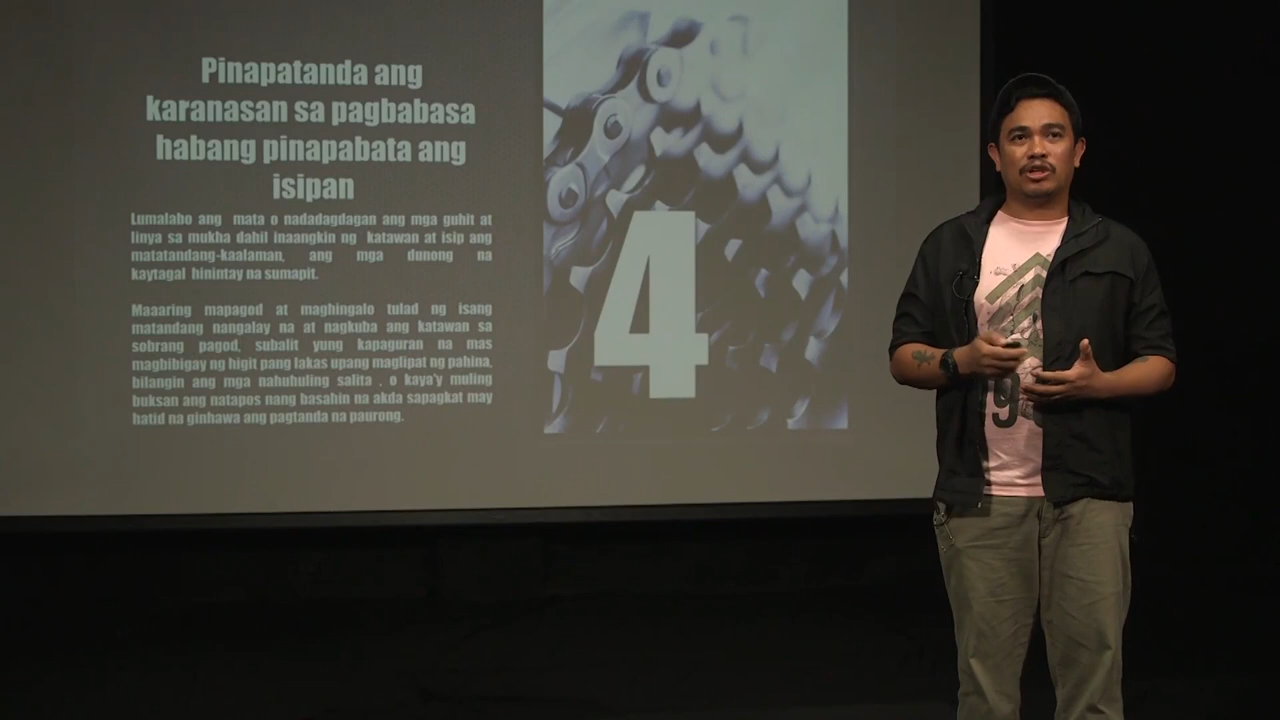 Pinapatanda ang
karanasan sa pagbabasa
habang pinapabata ang
isipan
Lumalabo ang mata o nadadagdagan ang mga guhit at
linya sa mukha dahil inaangkin ng katawan at isip ang
matatandang-kaalaman, ang mga dunong na
kaytagal hinintay na sumapit.
Maaaring mapagod at maghingalo tulad ng isang
matandang nangalay na at nagkuba ang katawan sa
sobrang pagod, subalit yung kapaguran na mas
magbibigay ng higit pang lakas upang maglipat ng pahina,
bilangin ang mga nahuhuling salita , o kaya'y muling
buksan ang natapos nang basahin na akda sapagkat may
hatid na ginhawa ang pagtanda na paurong.
4